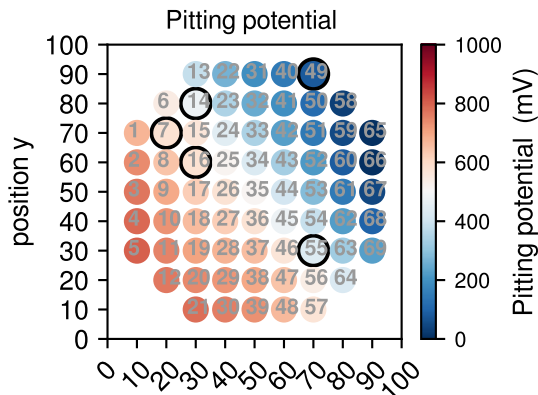 Pitting potential
100
1000
90
13 22 31 40 49
80
6 14 23 32 41 50 58
800
70
1 7 15 24 33 42 51 59 65
60
2 8 16 25 34 43 52 60 66
600
50
3 9 17 26 35 44 53 61 67
40
4 10 18 27 36 45 54 62 68
400
30
5 11 19 28 37 46 55 63 69
20
12 20 29 38 47 56 64
200
10
21 30 39 48 57
0
0
0 10 20 30 40 50 60 70 80 90 100
position y
Pitting potential (mV)